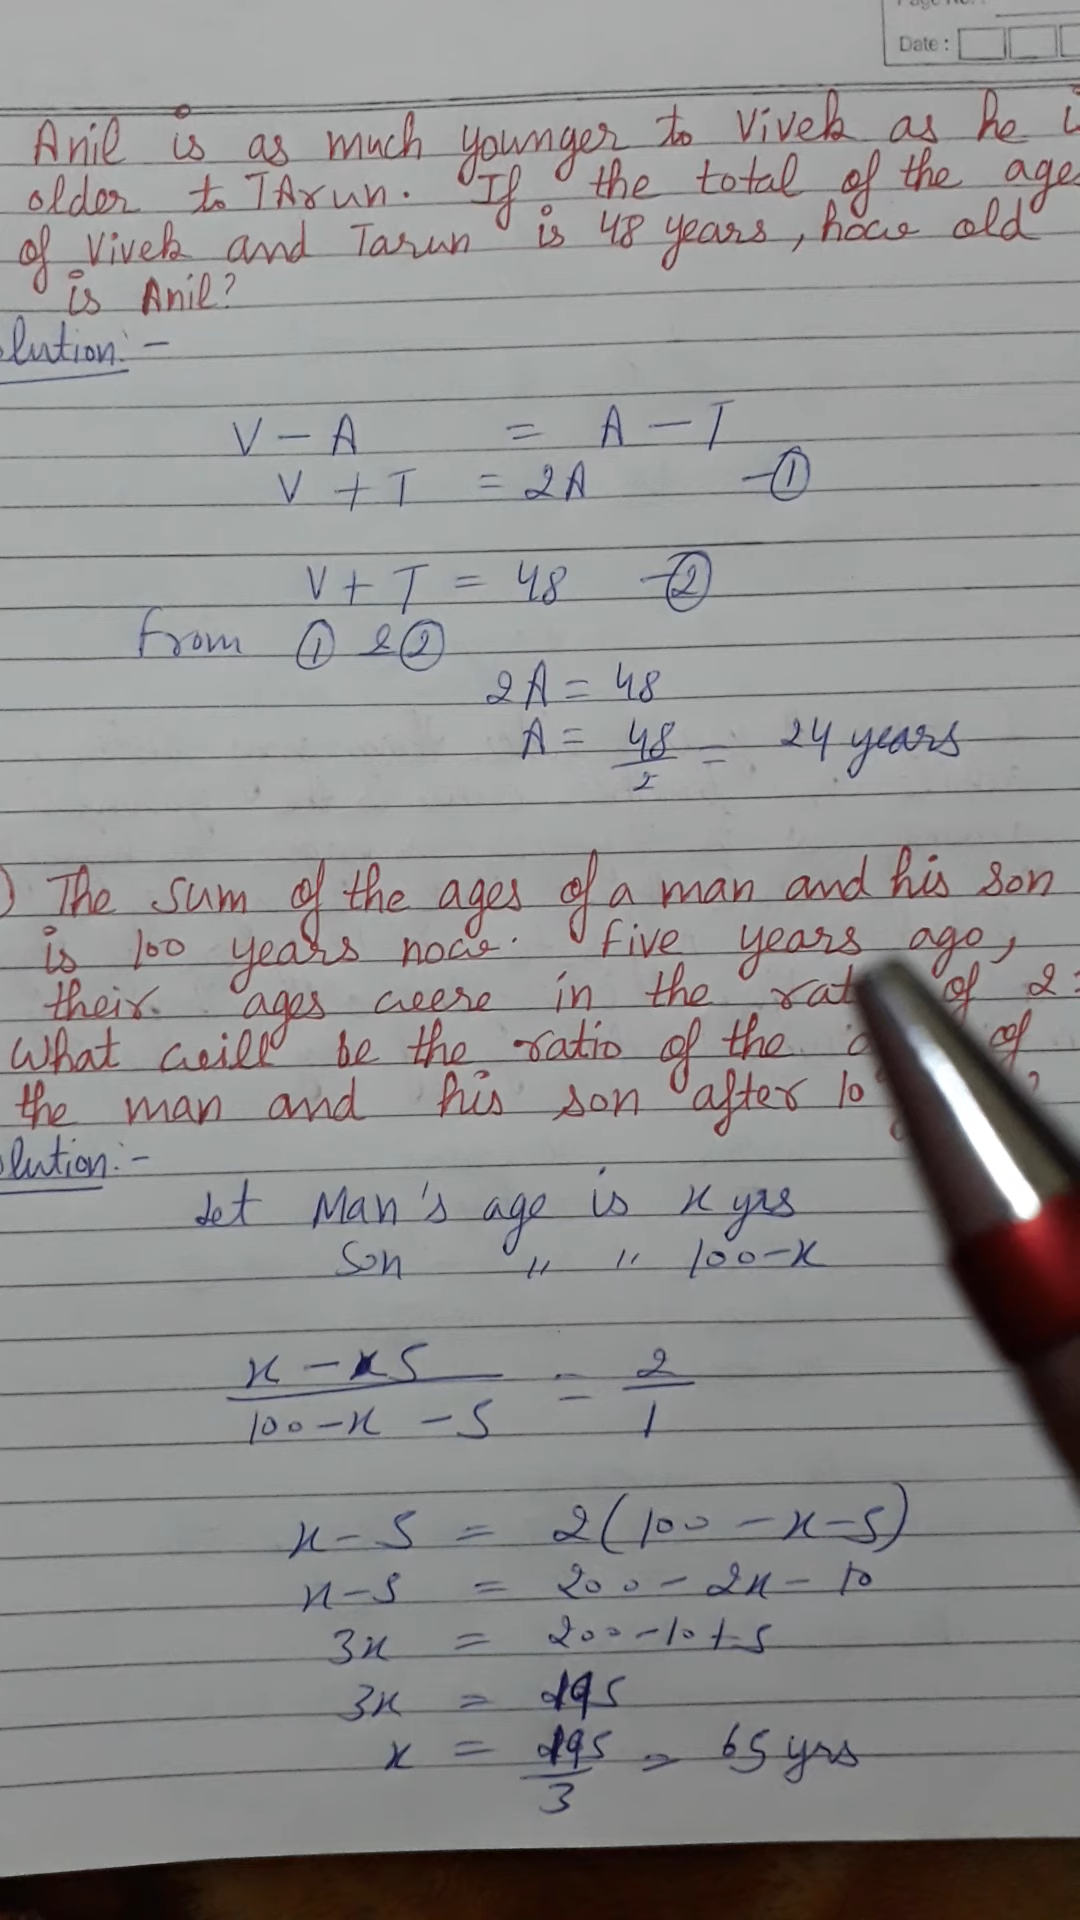 Page No.:
Date:
Anil is as much younger to Vivek as he i
older to TArun. If the total of the age
of Vivek and Tarun is 48 years, how old
is Anil?
lution:-
V - A = A - T
V + T = 2A -①
V + T = 48 -②
From ① & ②
2A = 48
A = 48/2 = 24 years
) The sum of the ages of a man and his son
is 100 years now. five years ago,
their ages were in the of 2:
What will be the ratio of the of
the man and his son after 10 ?
lution:-
Let Man's age is x yrs
Son " " 100-x
x - 5 / 100-x - 5 = 2/1
x - 5 = 2(100 - x - 5)
x - 5 = 200 - 2x - 10
3x = 200 - 10 + 5
3x = 195
x = 195/3 = 65 yrs